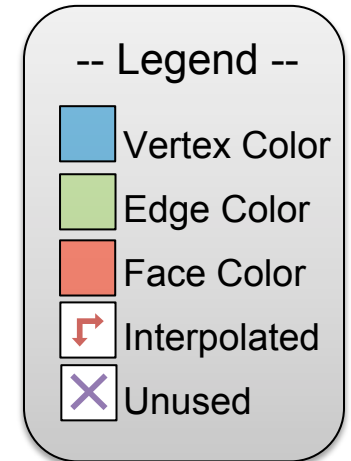 -- Legend --
Vertex Color
Edge Color
Face Color
Interpolated
Unused